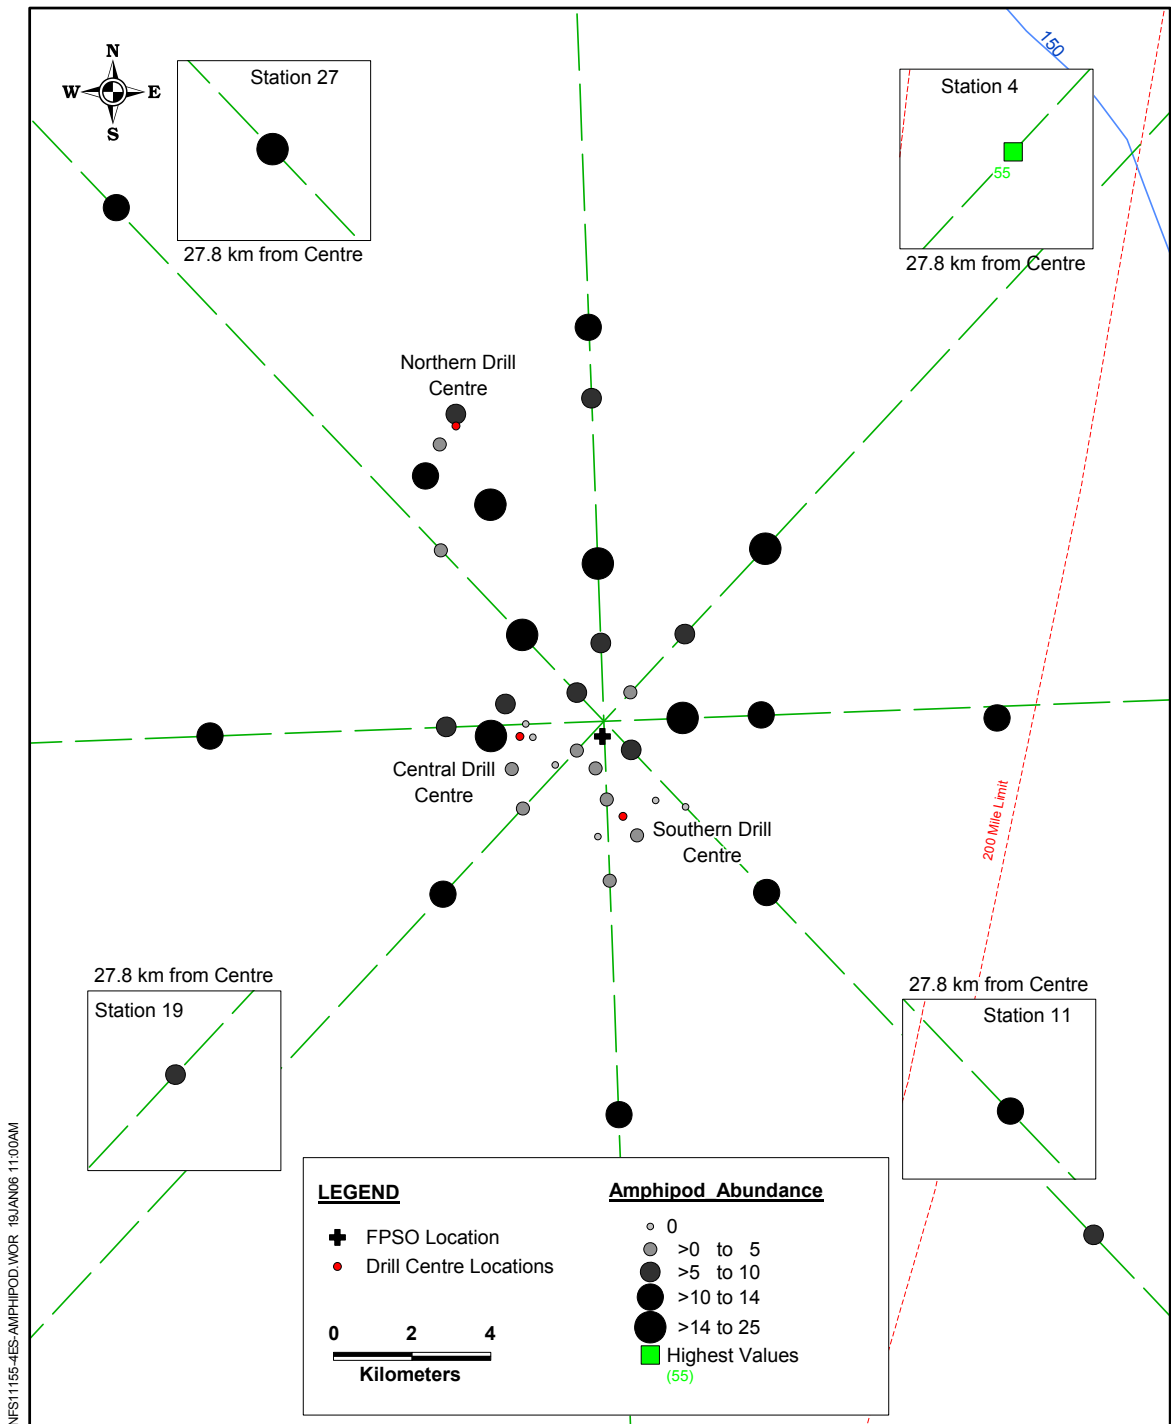 N
W E
S
Station 27
27.8 km from Centre
150
Station 4
55
27.8 km from Centre
Northern Drill
Centre
Central Drill
Centre
Southern Drill
Centre
200 Mile Limit
27.8 km from Centre
Station 19
27.8 km from Centre
Station 11
LEGEND
FPSO Location
Drill Centre Locations
0 2 4
Kilometers
Amphipod Abundance
0
>0 to 5
>5 to 10
>10 to 14
>14 to 25
Highest Values
(55)
NFS11155-4ES-AMPHIPOD.WOR 19JAN06 11:00AM